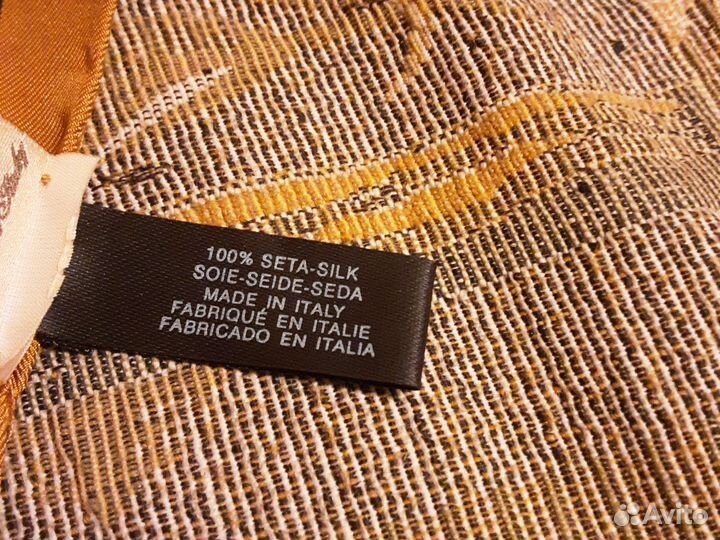 100% SETA-SILK
SOIE-SEIDE-SEDA
MADE IN ITALY
FABRIQUÉ EN ITALIE
FABRICADO EN ITALIA
Avito